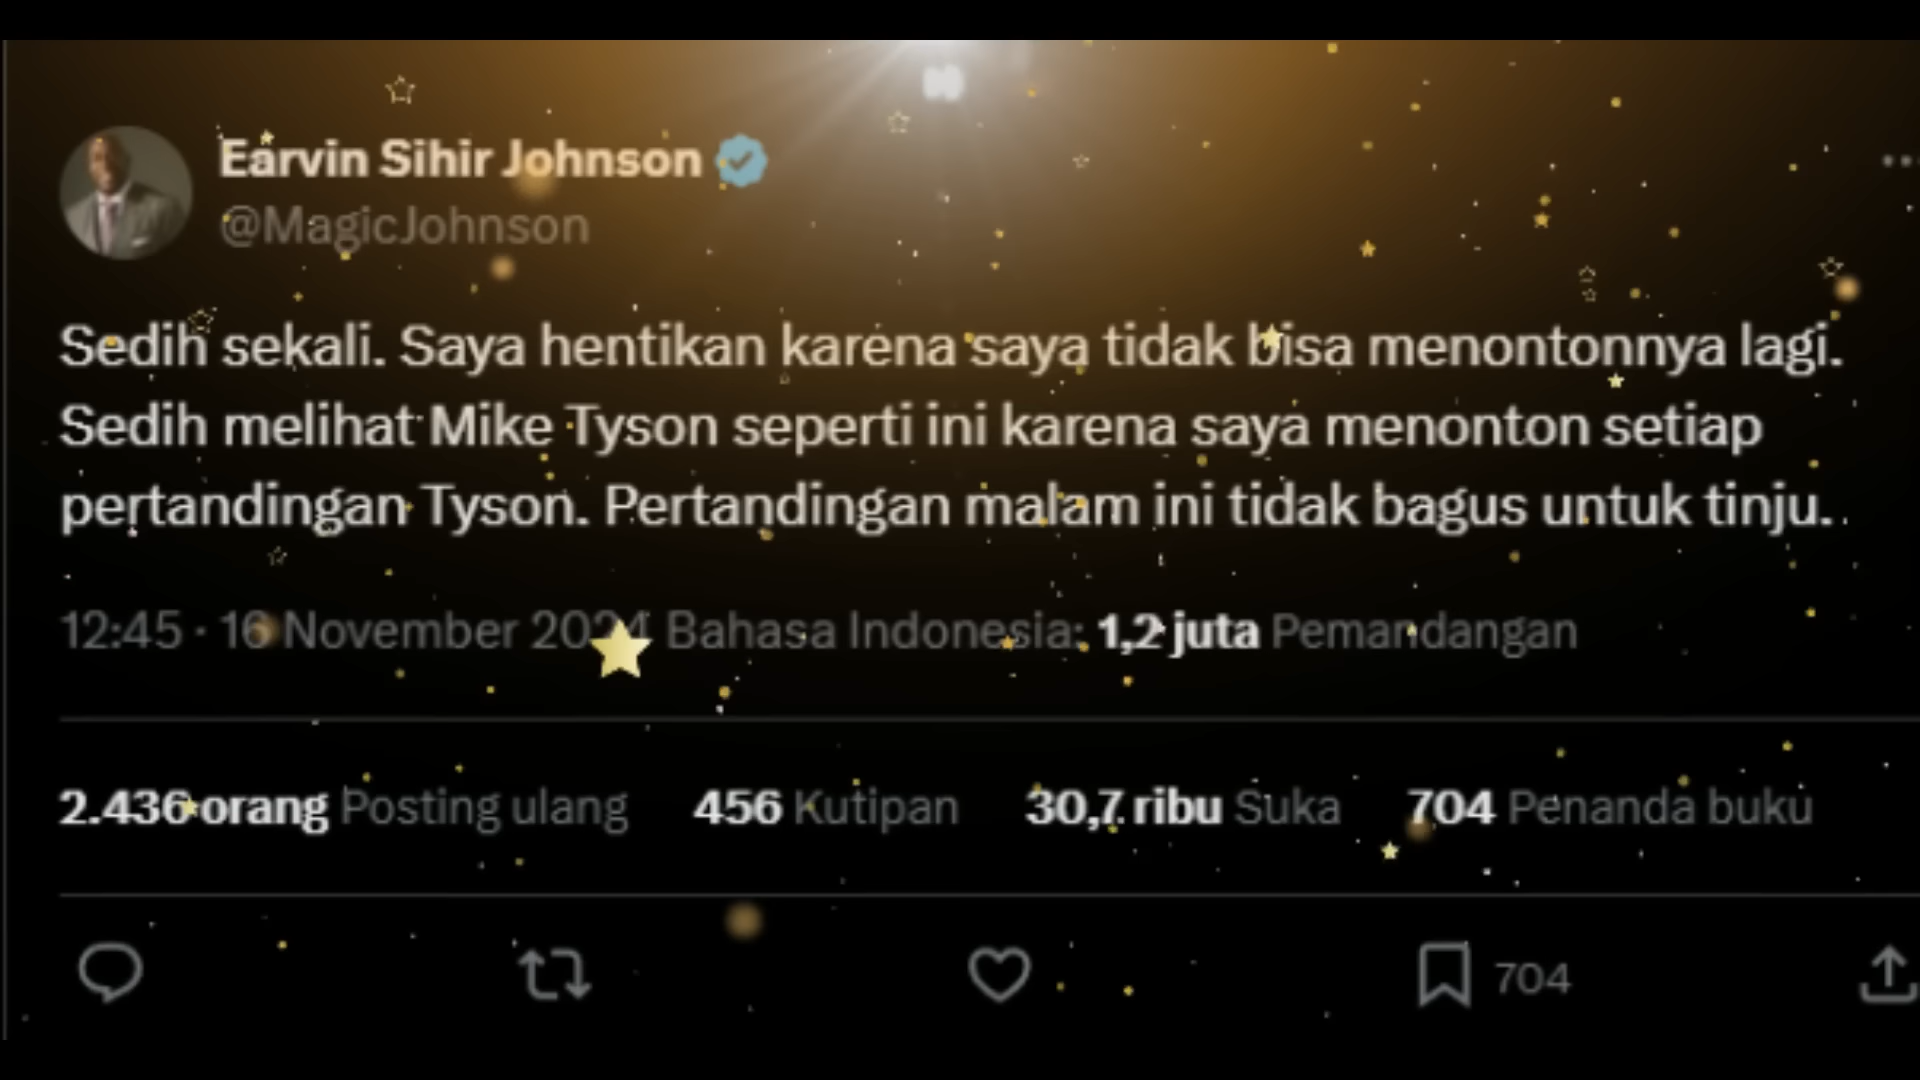 Earvin Sihir Johnson
@MagicJohnson
Sedih sekali. Saya hentikan karena saya tidak bisa menontonnya lagi.
Sedih melihat Mike Tyson seperti ini karena saya menonton setiap
pertandingan Tyson. Pertandingan malam ini tidak bagus untuk tinju.
12:45 · 16 November 2024 Bahasa Indonesia: 1,2 juta Pemandangan
2.436 orang Posting ulang 456 Kutipan 30,7 ribu Suka 704 Penanda buku
704